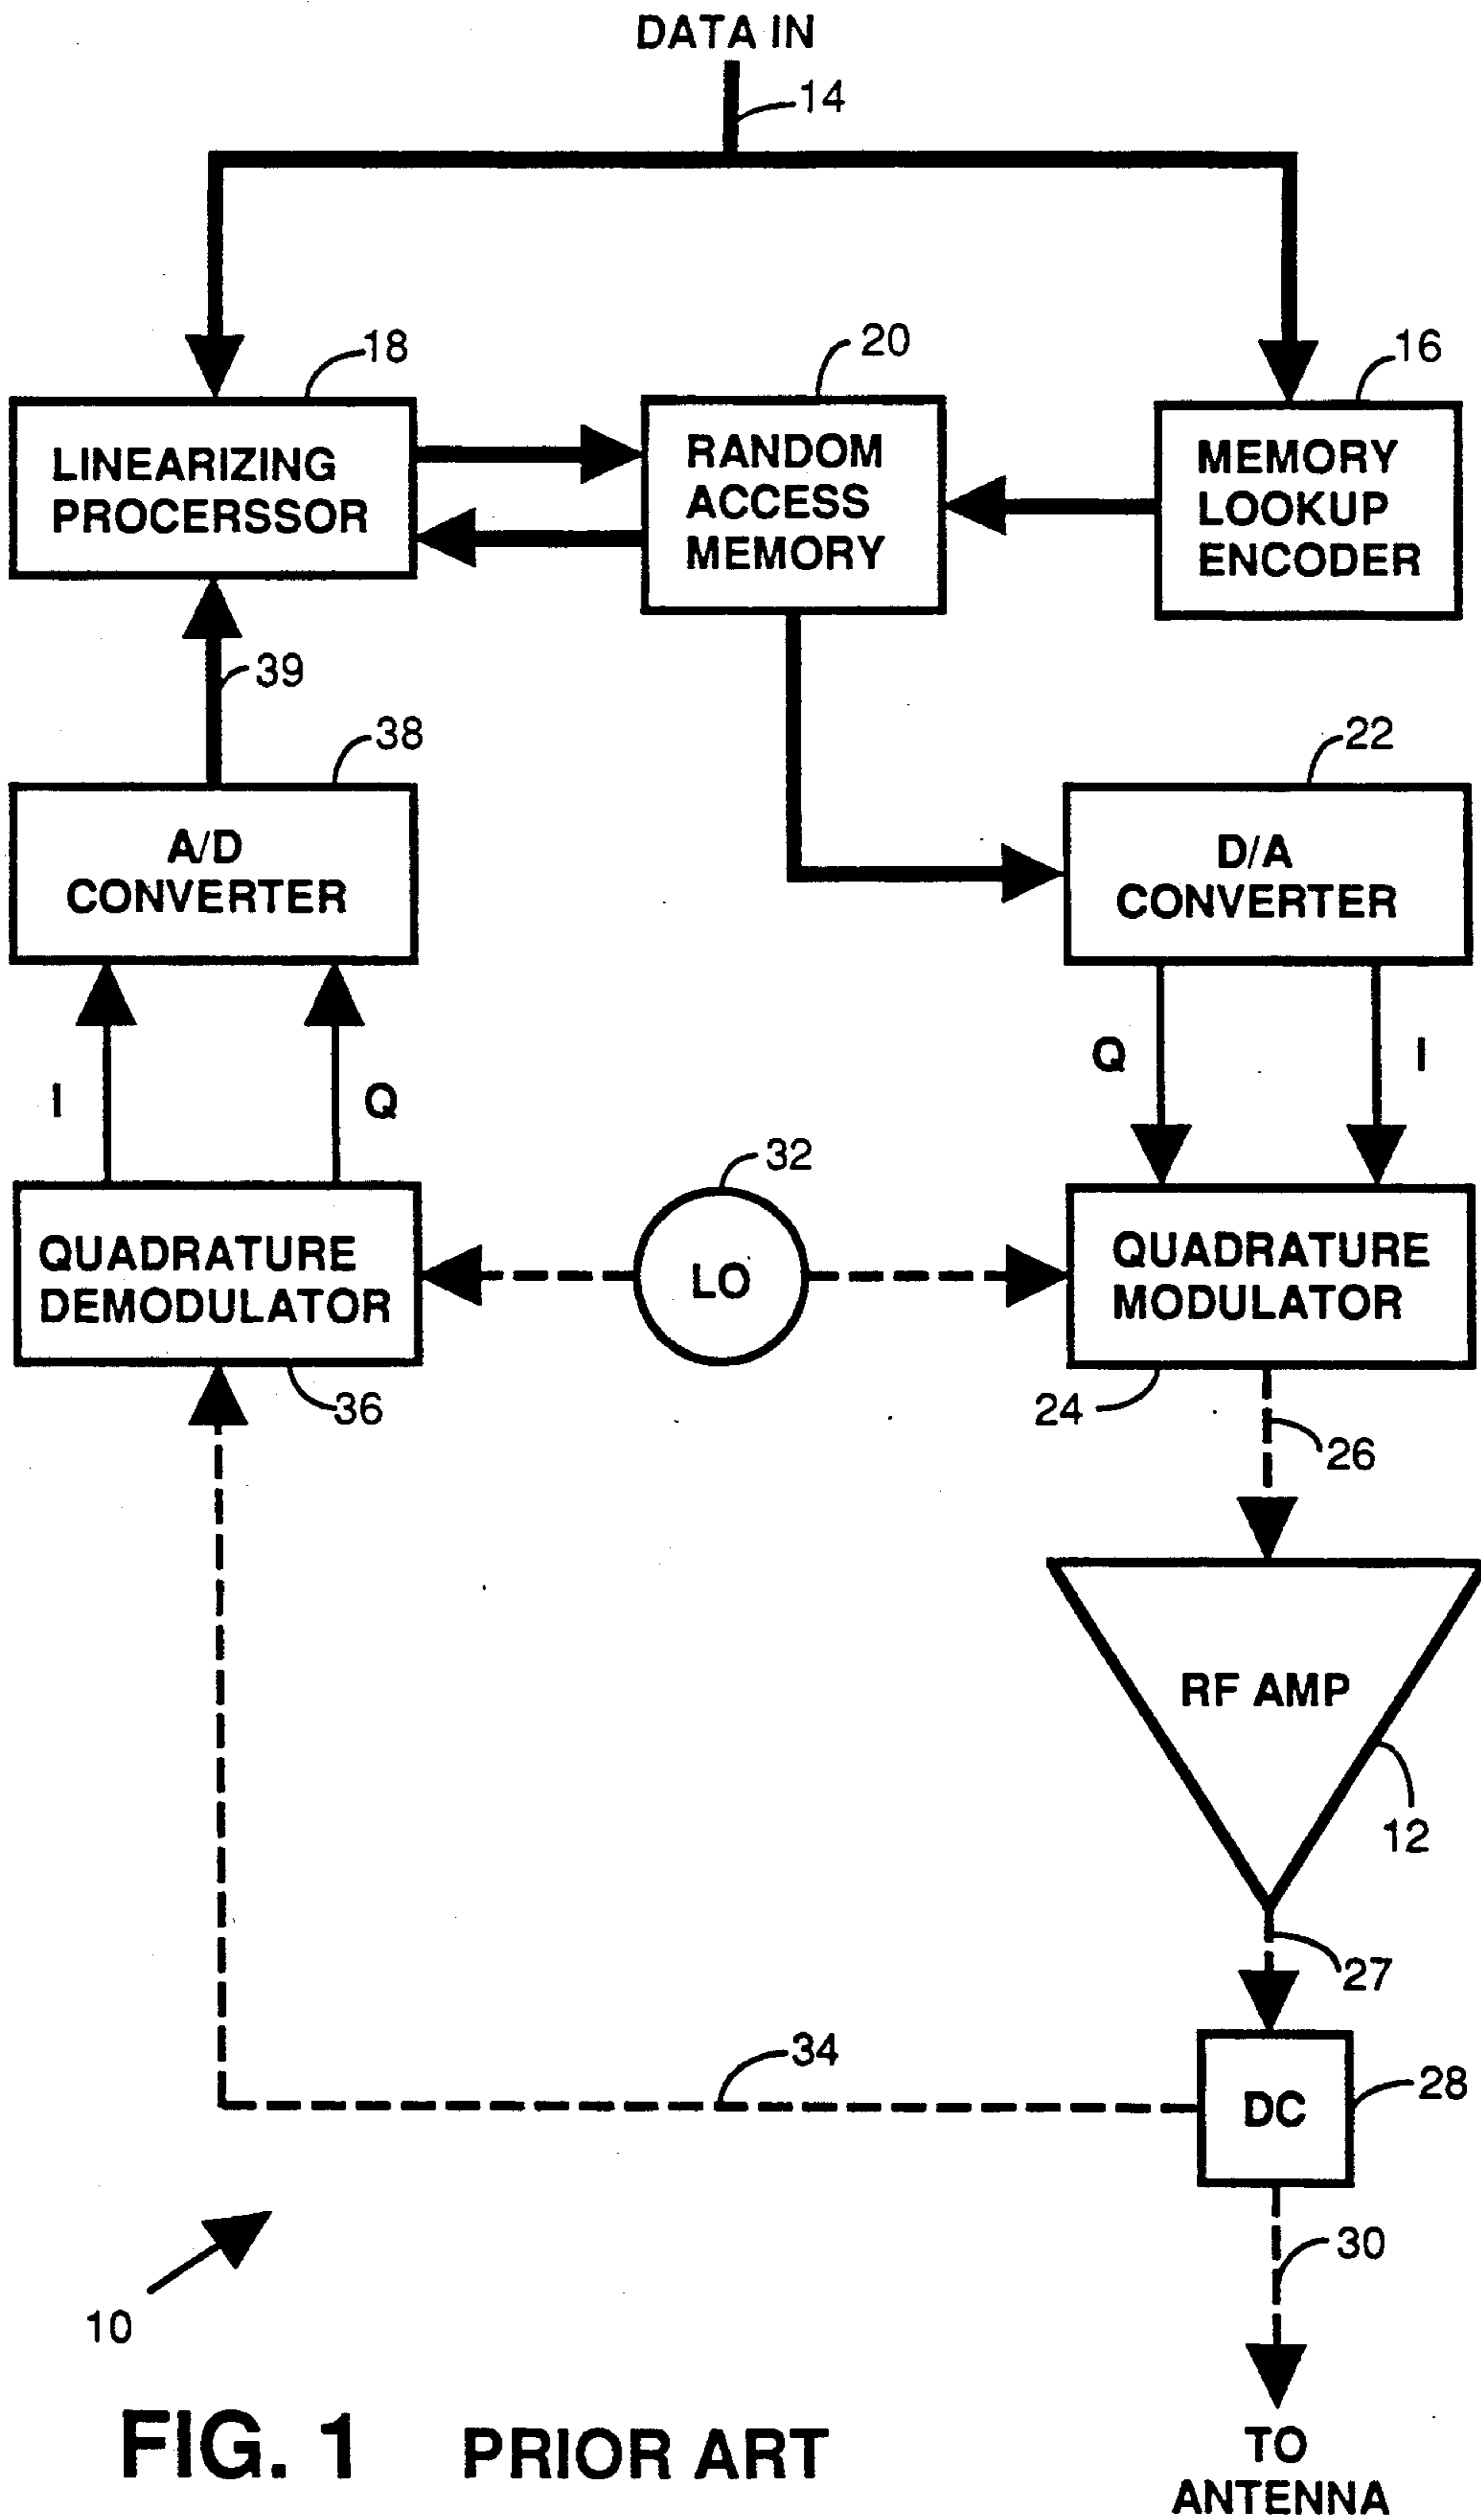 DATA IN
14
18
20
16
LINEARIZING
PROCERSSOR
RANDOM
ACCESS
MEMORY
MEMORY
LOOKUP
ENCODER
39
38
22
A/D
CONVERTER
D/A
CONVERTER
Q
I
I
Q
32
QUADRATURE
DEMODULATOR
LO
QUADRATURE
MODULATOR
36
24
26
RF AMP
12
27
34
28
DC
30
10
FIG. 1 PRIOR ART
TO
ANTENNA